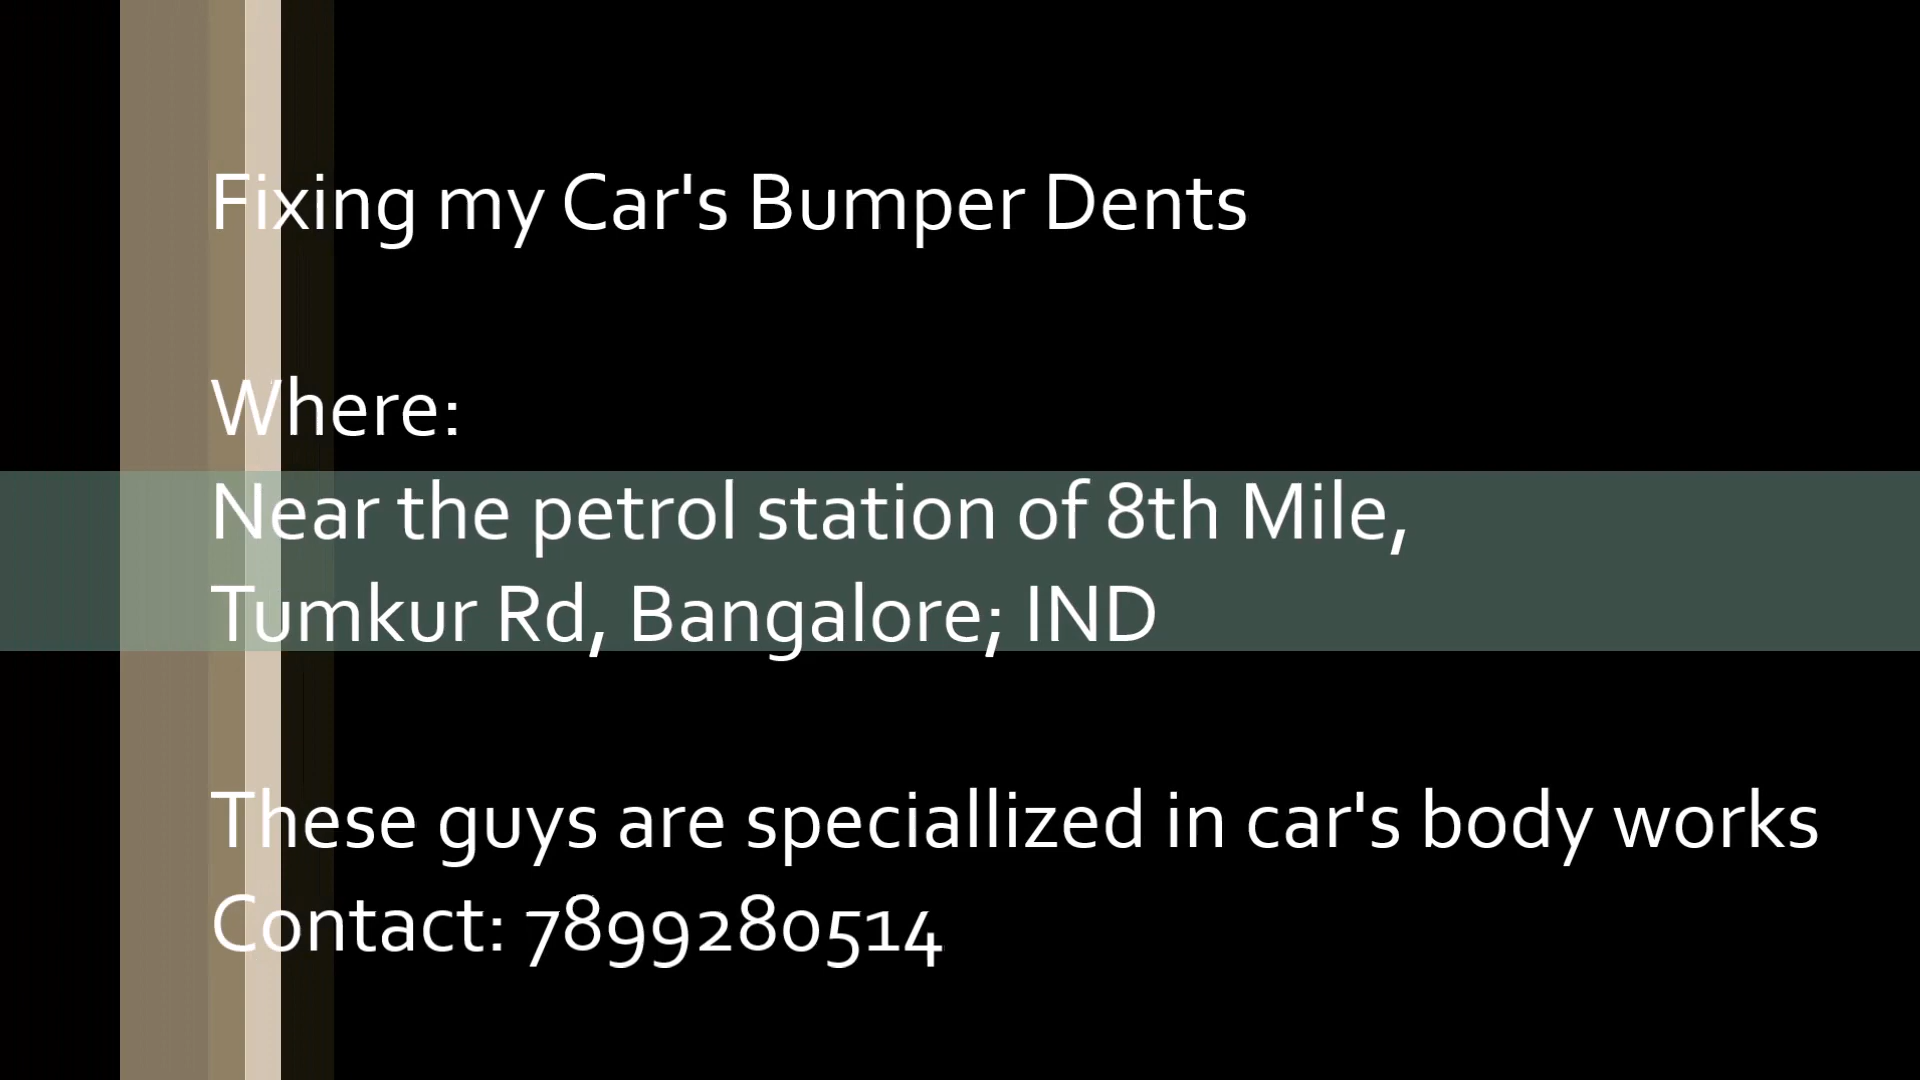 Fixing my Car's Bumper Dents
Where:
Near the petrol station of 8th Mile,
Tumkur Rd, Bangalore; IND
These guys are speciallized in car's body works
Contact: 7899280514